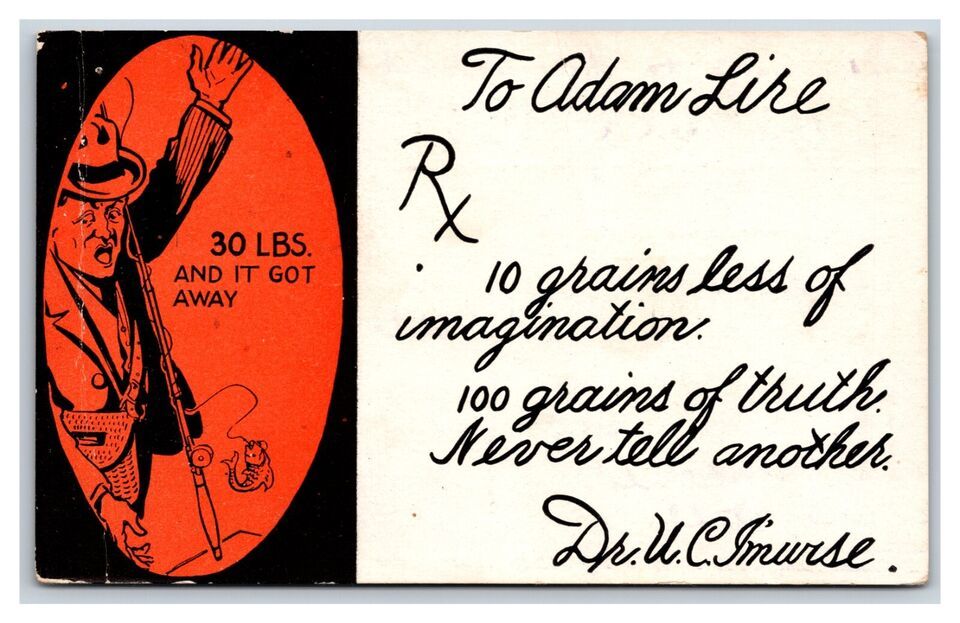 30 LBS.
AND IT GOT
AWAY
To Adam Lire
Rx
10 grains less of
imagination.
100 grains of truth.
Never tell another.
Dr. U. C. I'murse.